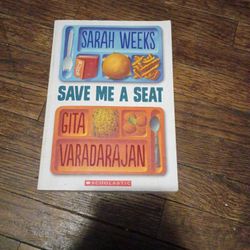 SARAH WEEKS
SAVE ME A SEAT
GITA
VARADARAJAN
SCHOLASTIC